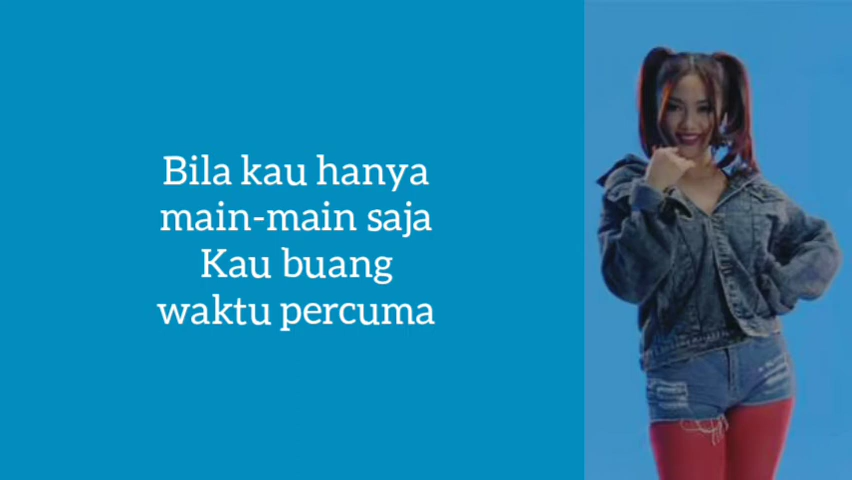 Bila kau hanya
main-main saja
Kau buang
waktu percuma